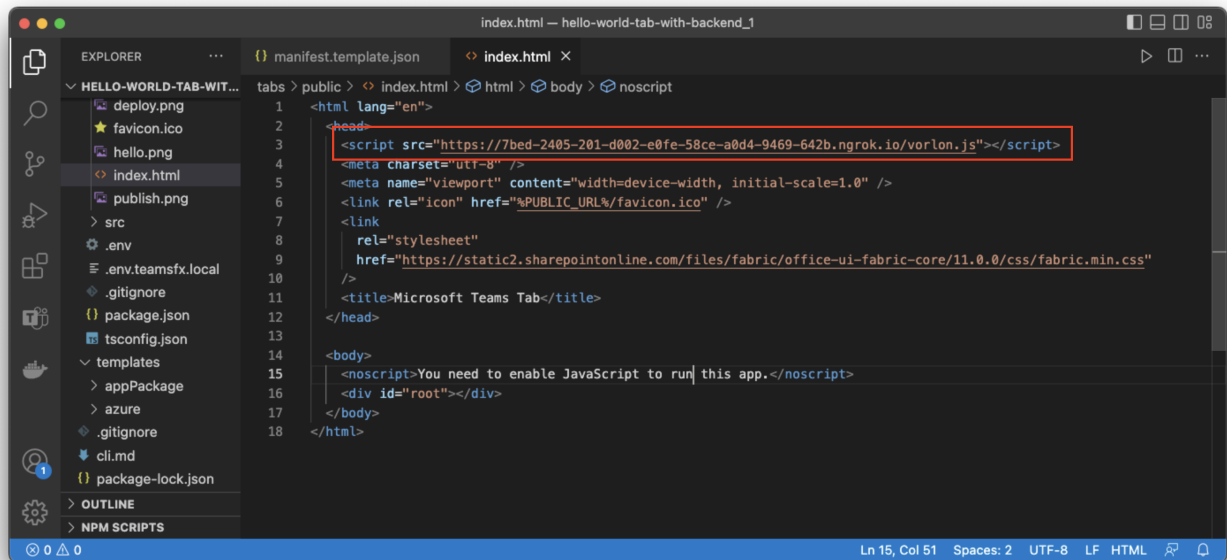 index.html — hello-world-tab-with-backend_1
EXPLORER ...
HELLO-WORLD-TAB-WIT...
deploy.png
favicon.ico
hello.png
index.html
publish.png
src
.env
.env.teamsfx.local
.gitignore
package.json
tsconfig.json
templates
appPackage
azure
.gitignore
cli.md
package-lock.json
OUTLINE
NPM SCRIPTS
1
manifest.template.json index.html
tabs > public > index.html > html > body > noscript
1 <html lang="en">
2 <head>
3 <script src="https://7bed-2405-201-d002-e0fe-58ce-a0d4-9469-642b.ngrok.io/vorlon.js"></script>
4 <meta charset="utf-8" />
5 <meta name="viewport" content="width=device-width, initial-scale=1.0" />
6 <link rel="icon" href="%PUBLIC_URL%/favicon.ico" />
7 <link
8 rel="stylesheet"
9 href="https://static2.sharepointonline.com/files/fabric/office-ui-fabric-core/11.0.0/css/fabric.min.css"
10 />
11 <title>Microsoft Teams Tab</title>
12 </head>
13
14 <body>
15 <noscript>You need to enable JavaScript to run this app.</noscript>
16 <div id="root"></div>
17 </body>
18 </html>
0 0 Ln 15, Col 51 Spaces: 2 UTF-8 LF HTML